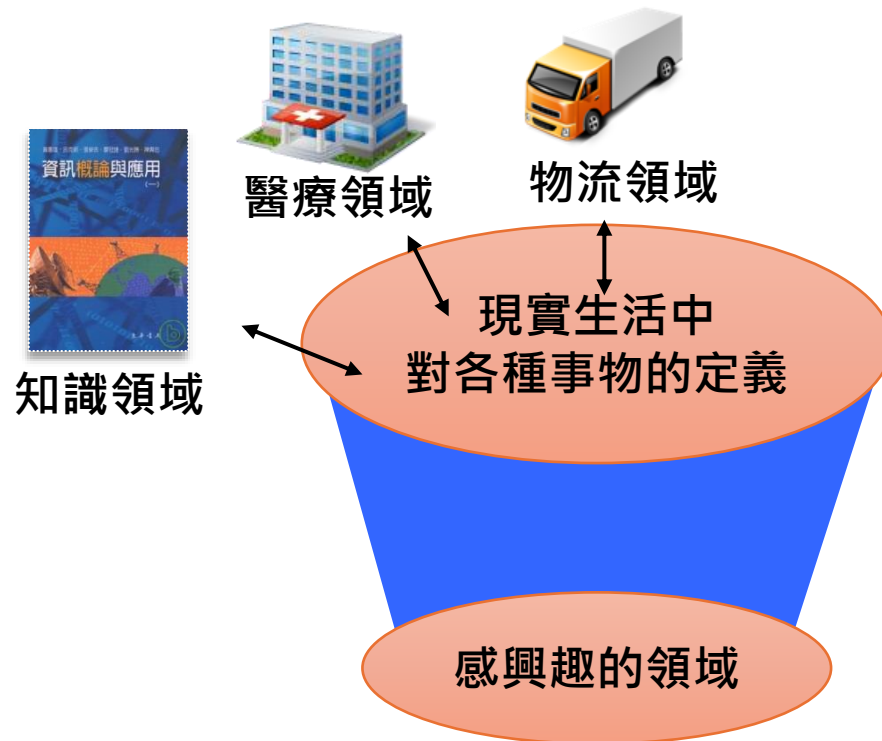 醫療領域
物流領域
資訊概論與應用
(一)
知識領域
現實生活中
對各種事物的定義
感興趣的領域